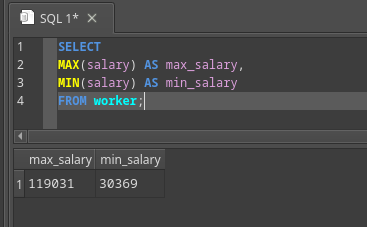 SQL 1*
1 SELECT
2 MAX(salary) AS max_salary,
3 MIN(salary) AS min_salary
4 FROM worker;
max_salary min_salary
1 119031 30369